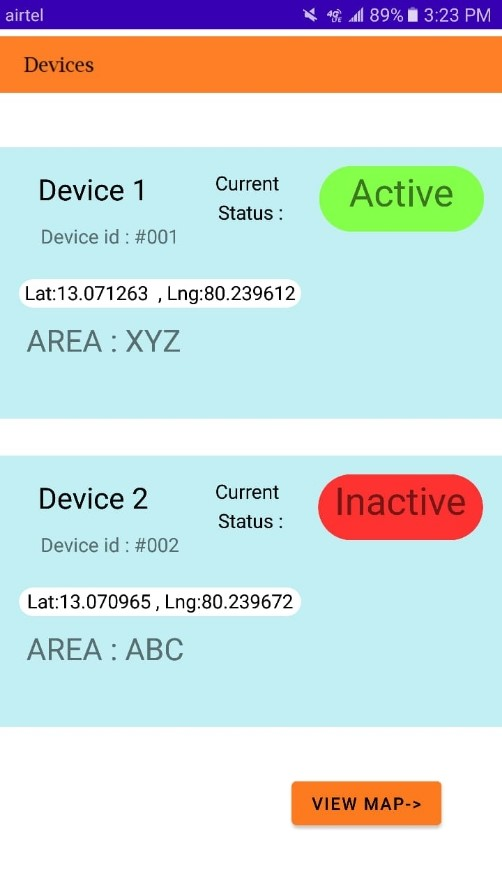 airtel 4G LTE 89% 3:23 PM
Devices
Device 1
Current
Status :
Active
Device id : #001
Lat:13.071263 , Lng:80.239612
AREA : XYZ
Device 2
Current
Status :
Inactive
Device id : #002
Lat:13.070965 , Lng:80.239672
AREA : ABC
VIEW MAP->